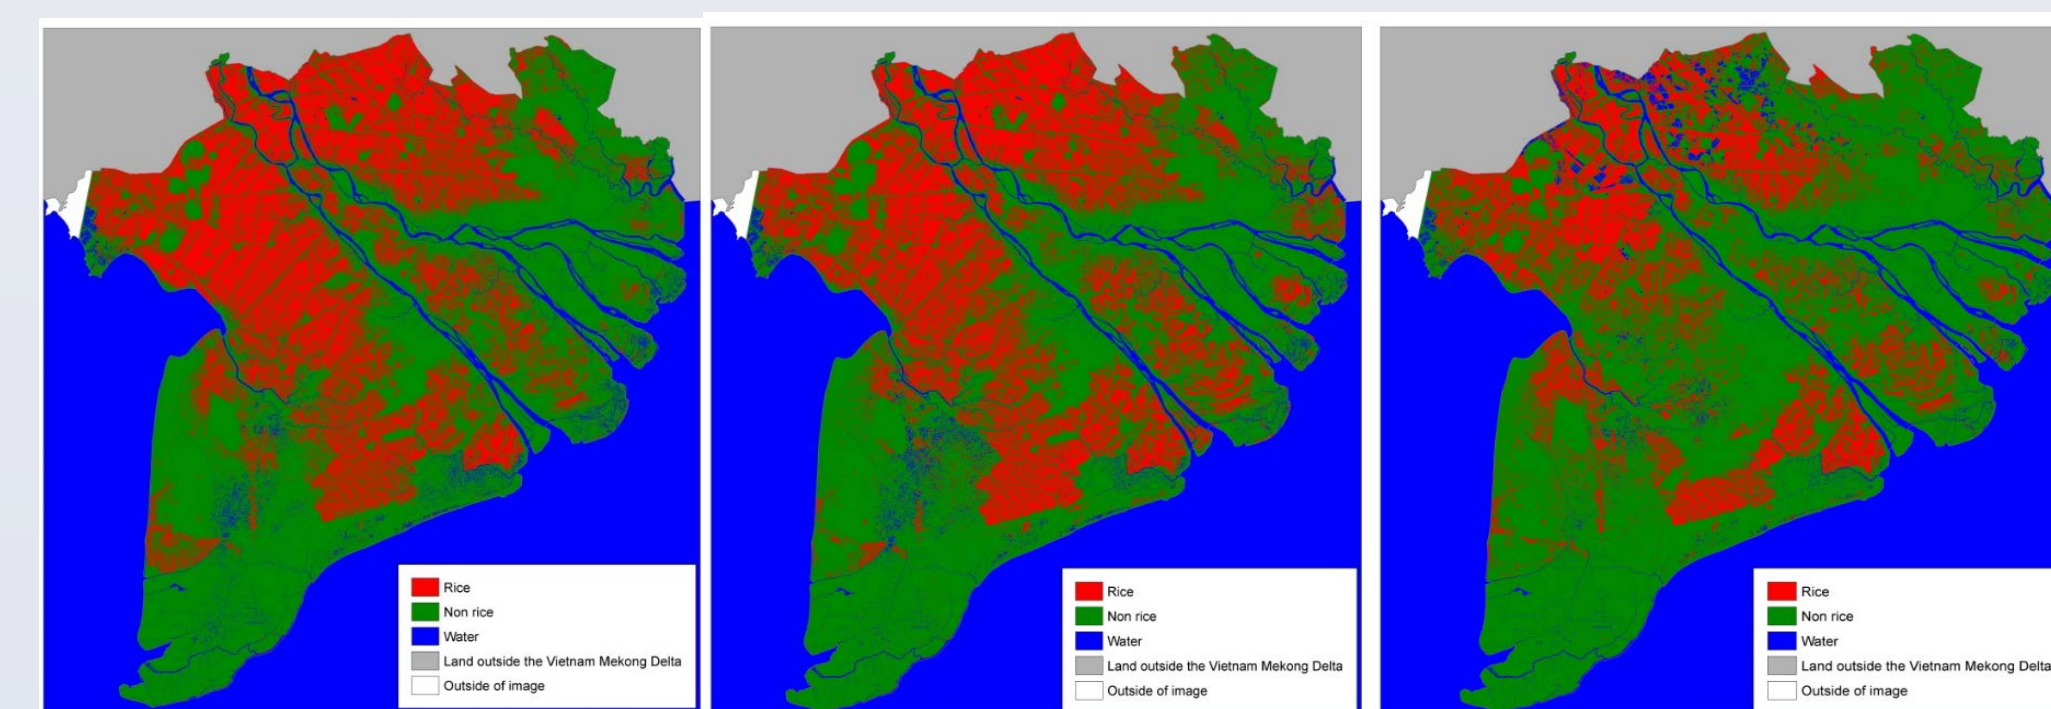 Rice
Non rice
Water
Land outside the Vietnam Mekong Delta
Outside of image
Rice
Non rice
Water
Land outside the Vietnam Mekong Delta
Outside of image
Rice
Non rice
Water
Land outside the Vietnam Mekong Delta
Outside of image